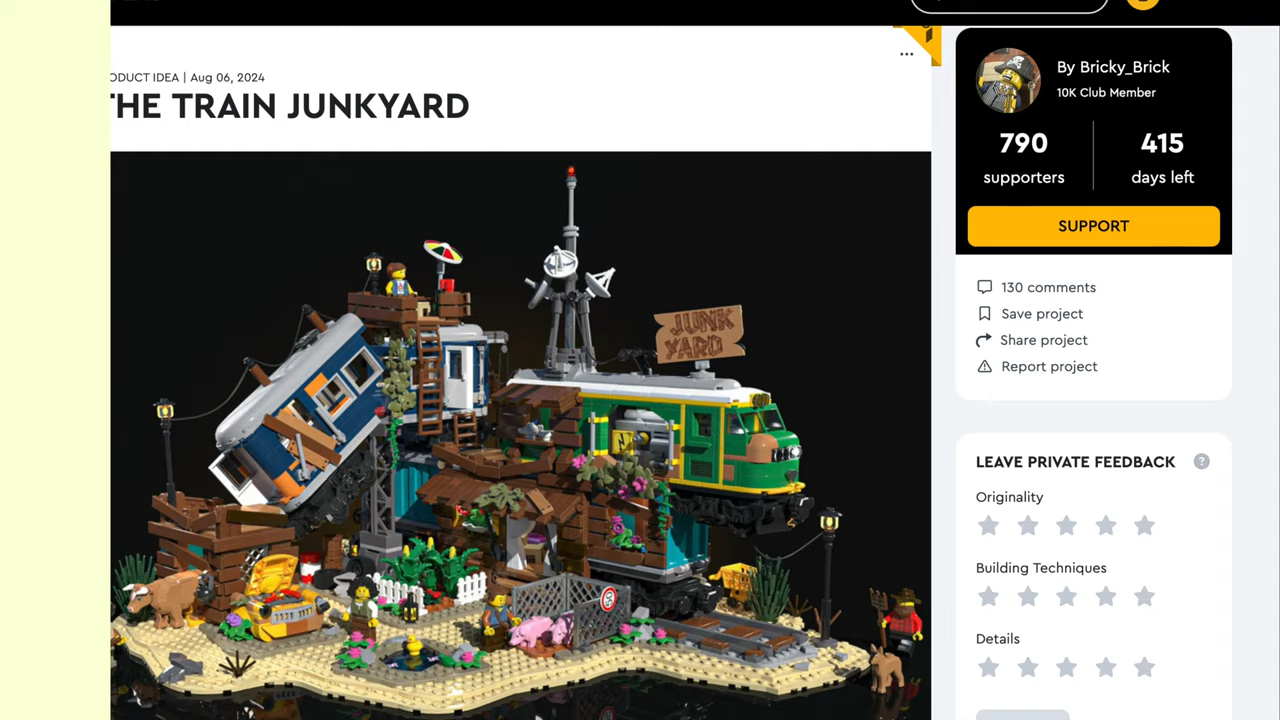 ODUCT IDEA | Aug 06, 2024
THE TRAIN JUNKYARD
By Bricky_Brick
10K Club Member
790
supporters
415
days left
SUPPORT
130 comments
Save project
Share project
Report project
JUNK
YARD
LEAVE PRIVATE FEEDBACK ?
Originality
Building Techniques
Details